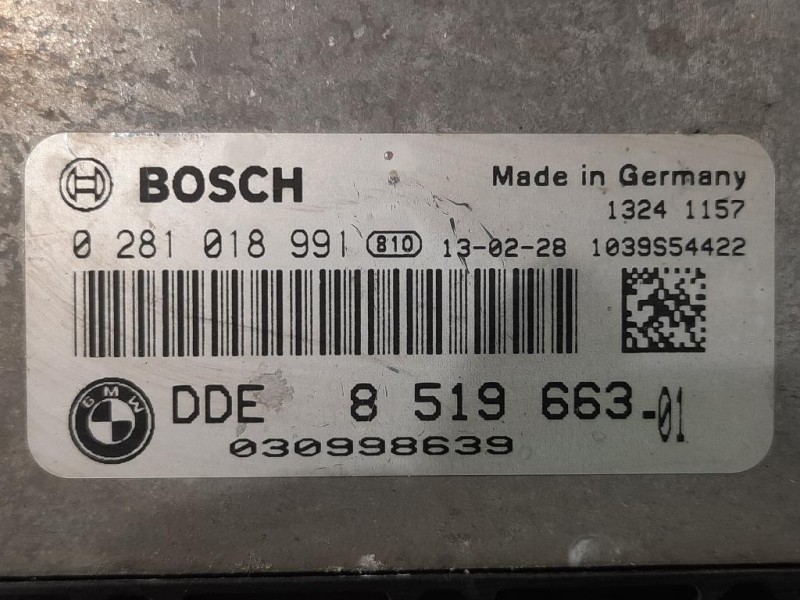 BOSCH
Made in Germany
1324 1157
0 281 018 991 810 13-02-28 1039S54422
BMW DDE 8 519 663-01
030998639